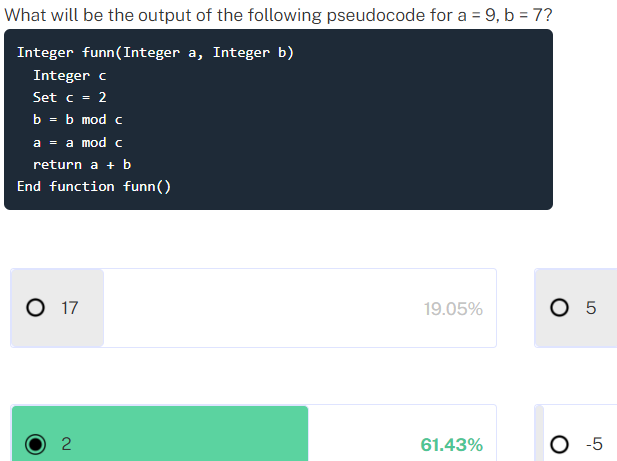 What will be the output of the following pseudocode for a = 9, b = 7?
Integer funn(Integer a, Integer b)
Integer c
Set c = 2
b = b mod c
a = a mod c
return a + b
End function funn()
17 19.05% 5
2 61.43% -5